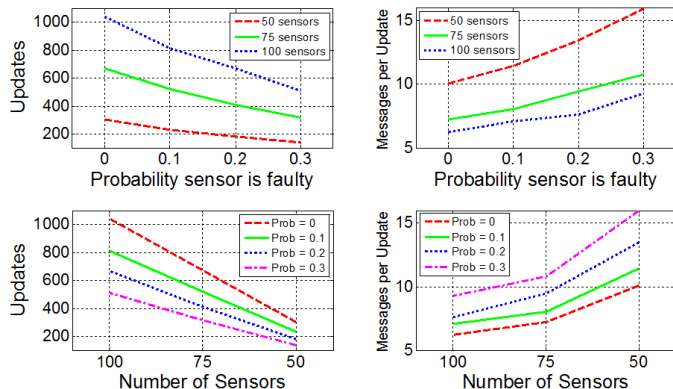 Updates
1000
800
600
400
200
50 sensors
75 sensors
100 sensors
0
0.1
0.2
0.3
Probability sensor is faulty
Messages per Update
15
10
5
50 sensors
75 sensors
100 sensors
0
0.1
0.2
0.3
Probability sensor is faulty
Updates
1000
800
600
400
200
Prob = 0
Prob = 0.1
Prob = 0.2
Prob = 0.3
100
75
50
Number of Sensors
Messages per Update
15
10
5
Prob = 0
Prob = 0.1
Prob = 0.2
Prob = 0.3
100
75
50
Number of Sensors